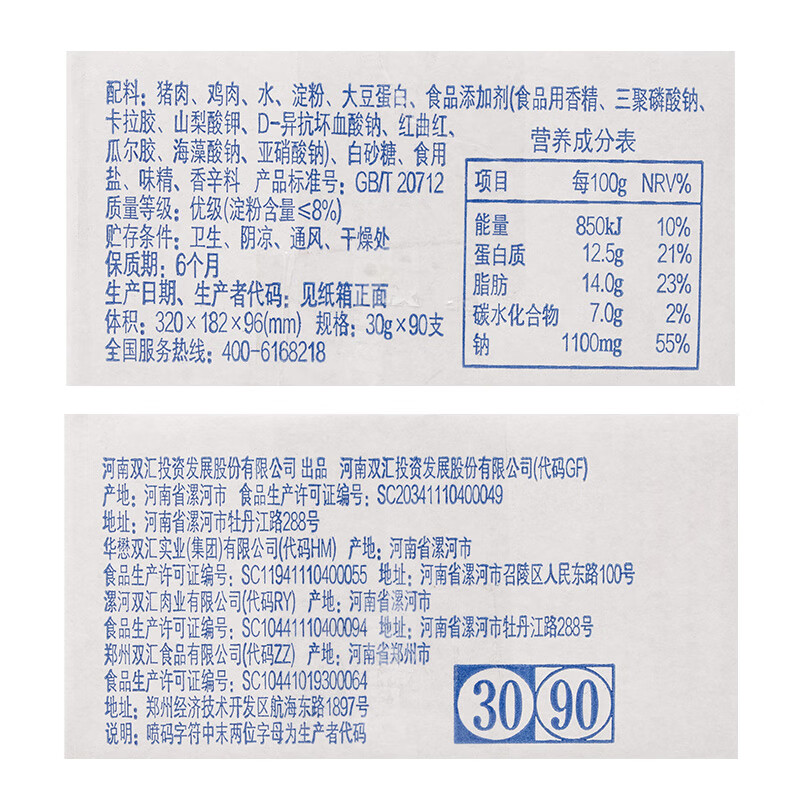 配料：猪肉、鸡肉、水、淀粉、大豆蛋白、食品添加剂(食品用香精、三聚磷酸钠、
卡拉胶、山梨酸钾、D-异抗坏血酸钠、红曲红、
瓜尔胶、海藻酸钠、亚硝酸钠)、白砂糖、食用
盐、味精、香辛料 产品标准号：GB/T 20712
质量等级：优级(淀粉含量≤8%)
贮存条件：卫生、阴凉、通风、干燥处
保质期：6个月
生产日期、生产者代码：见纸箱正面
体积：320×182×96(mm) 规格：30g×90支
全国服务热线：400-6168218
营养成分表
项目 每100g NRV%
能量 850kJ 10%
蛋白质 12.5g 21%
脂肪 14.0g 23%
碳水化合物 7.0g 2%
钠 1100mg 55%
河南双汇投资发展股份有限公司 出品 河南双汇投资发展股份有限公司(代码GF)
产地：河南省漯河市 食品生产许可证编号：SC20341110400049
地址：河南省漯河市牡丹江路288号
华懋双汇实业(集团)有限公司(代码HM) 产地：河南省漯河市
食品生产许可证编号：SC11941110400055 地址：河南省漯河市召陵区人民东路100号
漯河双汇肉业有限公司(代码RY) 产地：河南省漯河市
食品生产许可证编号：SC10441110400094 地址：河南省漯河市牡丹江路288号
郑州双汇食品有限公司(代码ZZ) 产地：河南省郑州市
食品生产许可证编号：SC10441019300064
地址：郑州经济技术开发区航海东路1897号
说明：喷码字符中末两位字母为生产者代码
30 90